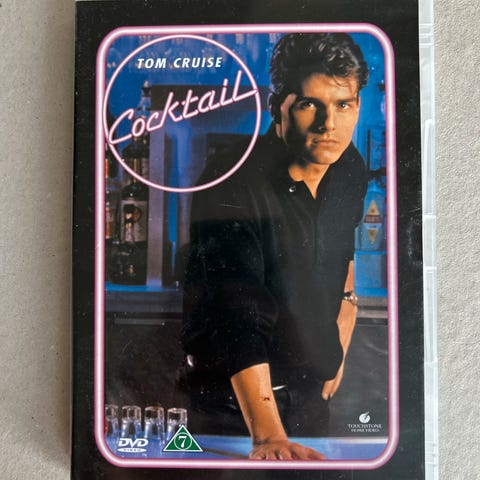 TOM CRUISE
Cocktail
DVD
VIDEO
7
TOUCHSTONE
HOME VIDEO